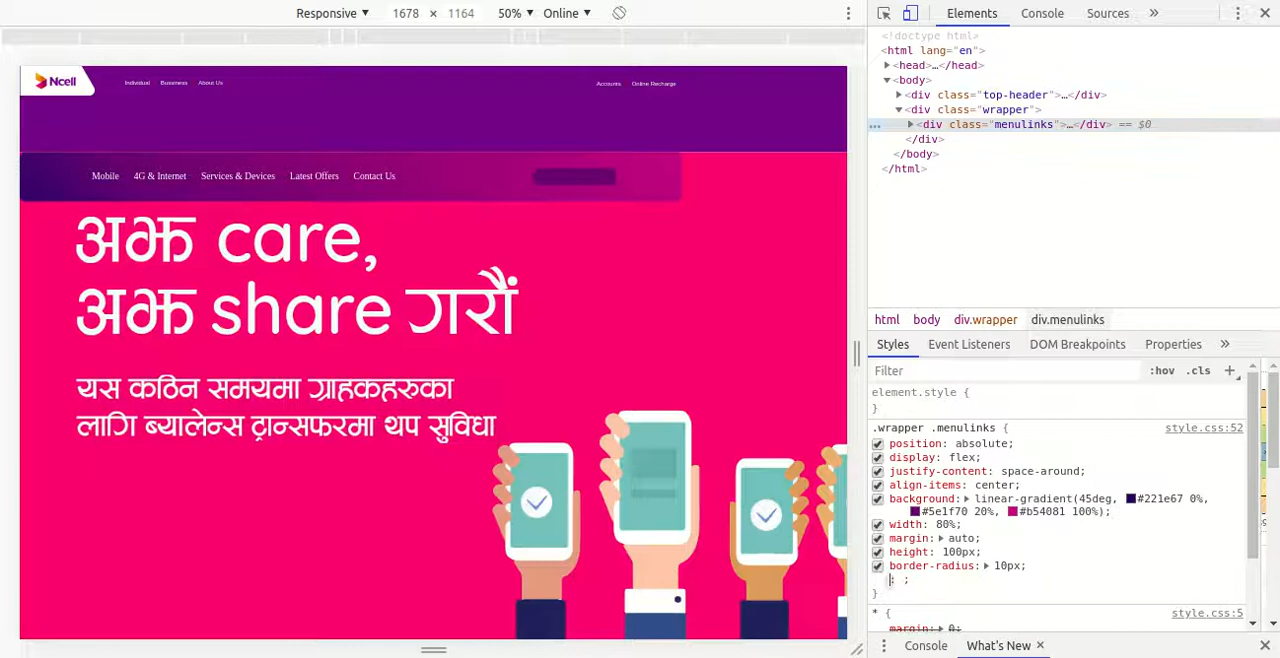 Responsive ▼ 1678 × 1164 50% ▼ Online ▼
Elements Console Sources »
Ncell Individual Bussiness About Us Accounts Online Recharge
Mobile 4G & Internet Services & Devices Latest Offers Contact Us
अझ care,
अझ share गरौं
यस कठिन समयमा ग्राहकहरुका
लागि ब्यालेन्स ट्रान्सफरमा थप सुविधा
<!doctype html>
<html lang="en">
▶<head>…</head>
▼<body>
▶<div class="top-header">…</div>
▼<div class="wrapper">
… ▶<div class="menulinks">…</div> == $0
</div>
</body>
</html>
html body div.wrapper div.menulinks
Styles Event Listeners DOM Breakpoints Properties »
Filter :hov .cls +
element.style {
}
.wrapper .menulinks { style.css:52
position: absolute;
display: flex;
justify-content: space-around;
align-items: center;
background:▶ linear-gradient(45deg, #221e67 0%,
#5e1f70 20%, #b54081 100%);
width: 80%;
margin:▶ auto;
height: 100px;
border-radius:▶ 10px;
: ;
}
* { style.css:5
margin:▶ 0;
Console What's New ×